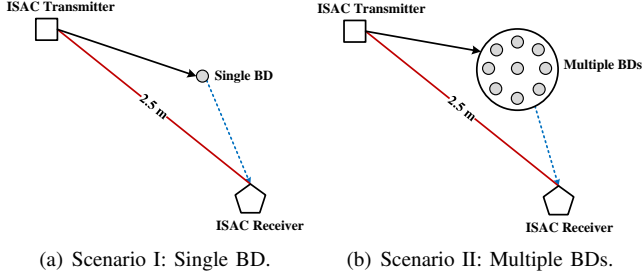 ISAC Transmitter
Single BD
2.5 m
ISAC Receiver
(a) Scenario I: Single BD.
ISAC Transmitter
Multiple BDs
2.5 m
ISAC Receiver
(b) Scenario II: Multiple BDs.